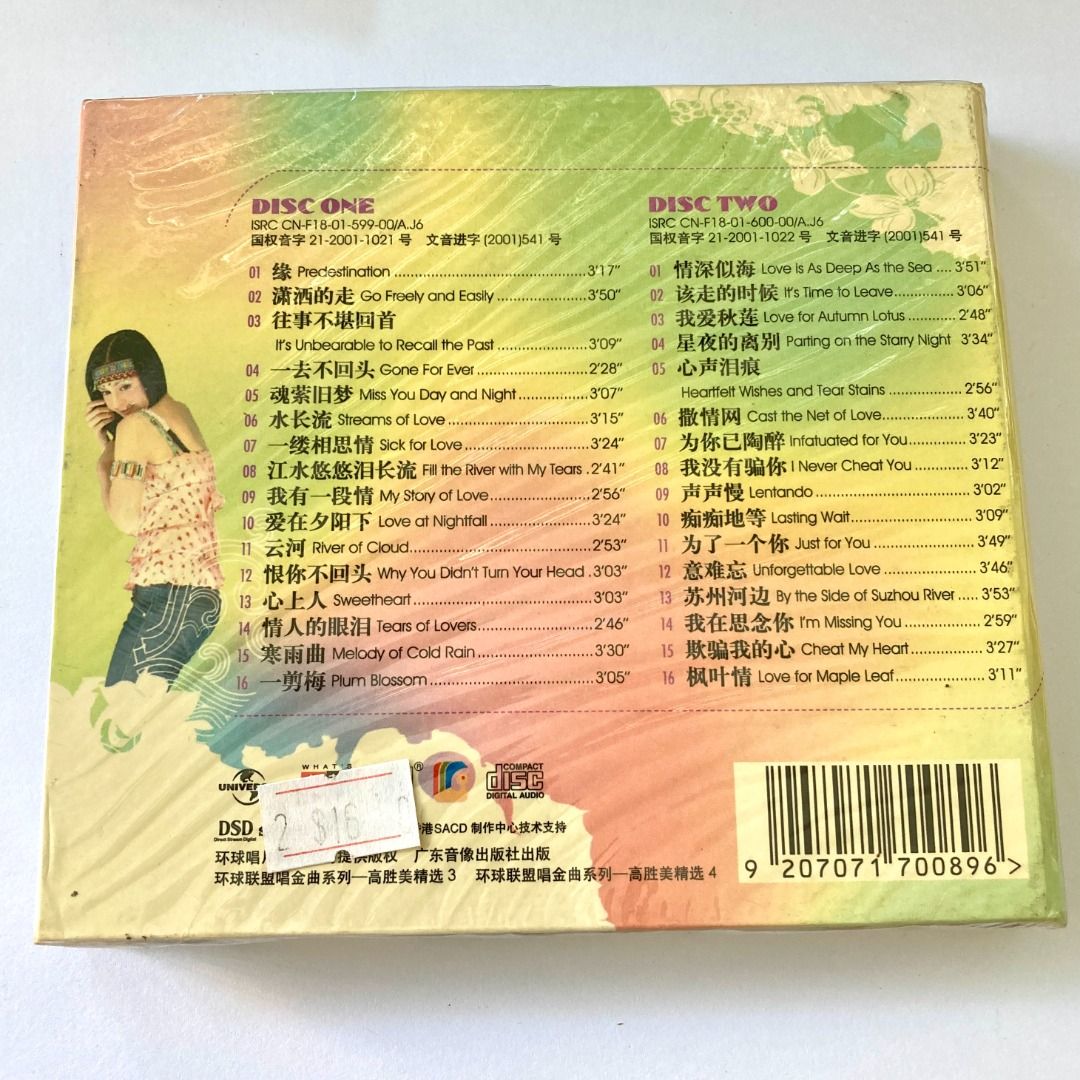 DISC ONE
ISRC CN-F18-01-599-00/A.J6
国权音字 21-2001-1021 号 文音进字 (2001)541 号
01 缘 Predestination 3'17"
02 潇洒的走 Go Freely and Easily 3'50"
03 往事不堪回首
It's Unbearable to Recall the Past 3'09"
04 一去不回头 Gone For Ever 2'28"
05 魂萦旧梦 Miss You Day and Night 3'07"
06 水长流 Streams of Love 3'15"
07 一缕相思情 Sick for Love 3'24"
08 江水悠悠泪长流 Fill the River with My Tears 2'41"
09 我有一段情 My Story of Love 2'56"
10 爱在夕阳下 Love at Nightfall 3'24"
11 云河 River of Cloud 2'53"
12 恨你不回头 Why You Didn't Turn Your Head 3'03"
13 心上人 Sweetheart 3'03"
14 情人的眼泪 Tears of Lovers 2'46"
15 寒雨曲 Melody of Cold Rain 3'30"
16 一剪梅 Plum Blossom 3'05"
DISC TWO
ISRC CN-F18-01-600-00/A.J6
国权音字 21-2001-1022 号 文音进字 (2001)541 号
01 情深似海 Love is As Deep As the Sea 3'51"
02 该走的时候 It's Time to Leave 3'06"
03 我爱秋莲 Love for Autumn Lotus 2'48"
04 星夜的离别 Parting on the Starry Night 3'34"
05 心声泪痕
Heartfelt Wishes and Tear Stains 2'56"
06 撒情网 Cast the Net of Love 3'40"
07 为你已陶醉 Infatuated for You 3'23"
08 我没有骗你 I Never Cheat You 3'12"
09 声声慢 Lentando 3'02"
10 痴痴地等 Lasting Wait 3'09"
11 为了一个你 Just for You 3'49"
12 意难忘 Unforgettable Love 3'46"
13 苏州河边 By the Side of Suzhou River 3'53"
14 我在思念你 I'm Missing You 2'59"
15 欺骗我的心 Cheat My Heart 3'27"
16 枫叶情 Love for Maple Leaf 3'11"
WHAT'S
®
COMPACT
disc
DIGITAL AUDIO
2 $16
DSD
Direct Stream Digital
港SACD 制作中心技术支持
环球唱 提供版权 广东音像出版社出版
环球联盟唱金曲系列—高胜美精选 3 环球联盟唱金曲系列—高胜美精选 4
9 207071 700896 >